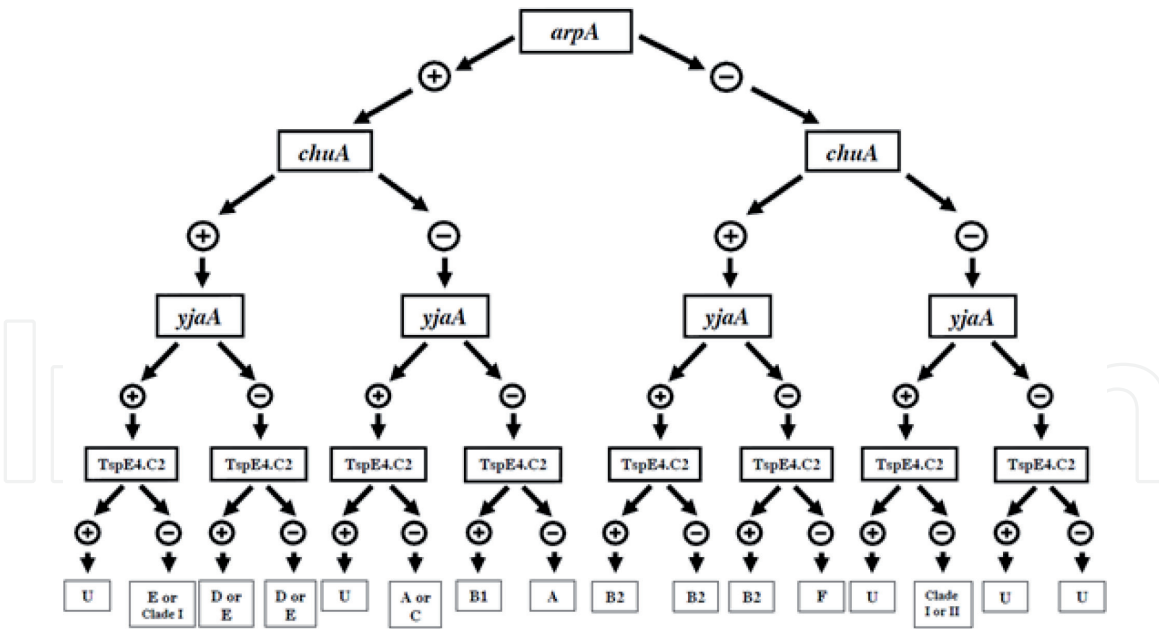 arpA
+ −
chuA chuA
+ − + −
yjaA yjaA yjaA yjaA
+ − + − + − + −
TspE4.C2 TspE4.C2 TspE4.C2 TspE4.C2 TspE4.C2 TspE4.C2 TspE4.C2 TspE4.C2
+ − + − + − + − + − + − + − + −
U
E or
Clade I
D or
E
D or
E
U
A or
C
B1
A
B2
B2
B2
F
U
Clade
I or II
U
U